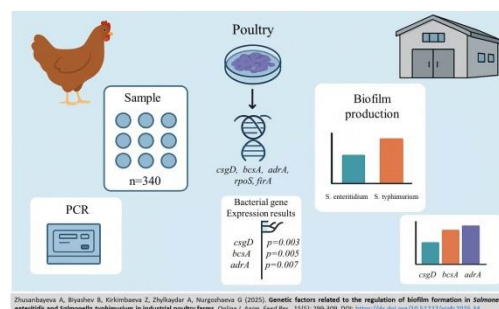 Poultry
Sample
n=340
csgD, bcsA, adrA,
rpoS, firA
Biofilm
production
S. enteritidium S. typhimurium
PCR
Bacterial gene
Expression results
csgD p=0.003
bcsA p=0.005
adrA p=0.007
csgD bcsA adrA
Zhusanbayeva A, Biyashev B, Kirkimbaeva Z, Zhylkaydar A, Nurgozhaeva G (2025). Genetic factors related to the regulation of biofilm formation in Salmonella
enteritidis and Salmonella typhimurium in industrial poultry farms.